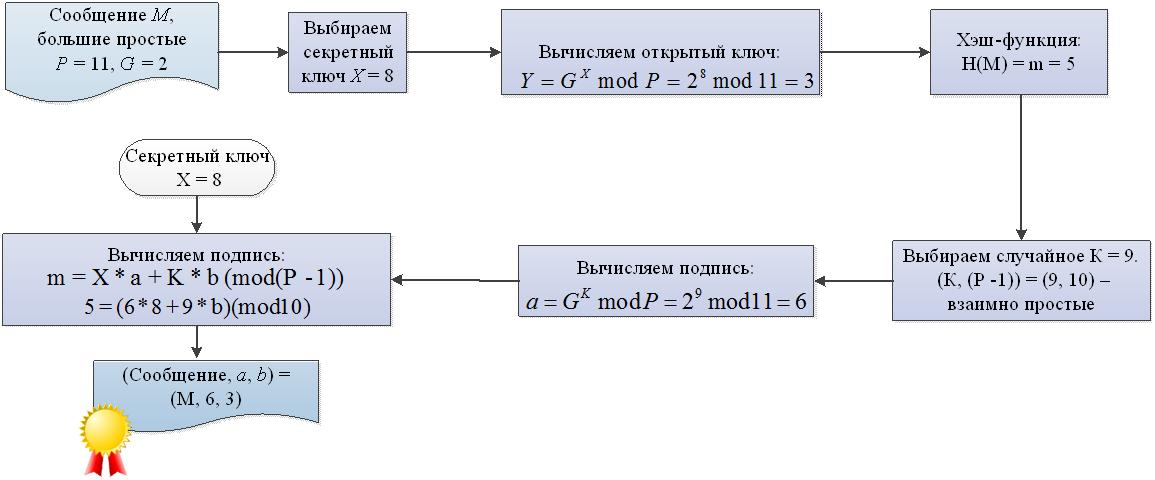 Сообщение M,
большие простые
P = 11, G = 2
Выбираем
секретный
ключ X = 8
Вычисляем открытый ключ:
Y = G^X mod P = 2^8 mod 11 = 3
Хэш-функция:
H(M) = m = 5
Выбираем случайное К = 9.
(К, (Р -1)) = (9, 10) –
взаимно простые
Вычисляем подпись:
a = G^K mod P = 2^9 mod 11 = 6
Секретный ключ
X = 8
Вычисляем подпись:
m = X * a + K * b (mod(P - 1))
5 = (6 * 8 + 9 * b)(mod10)
(Сообщение, a, b) =
(M, 6, 3)